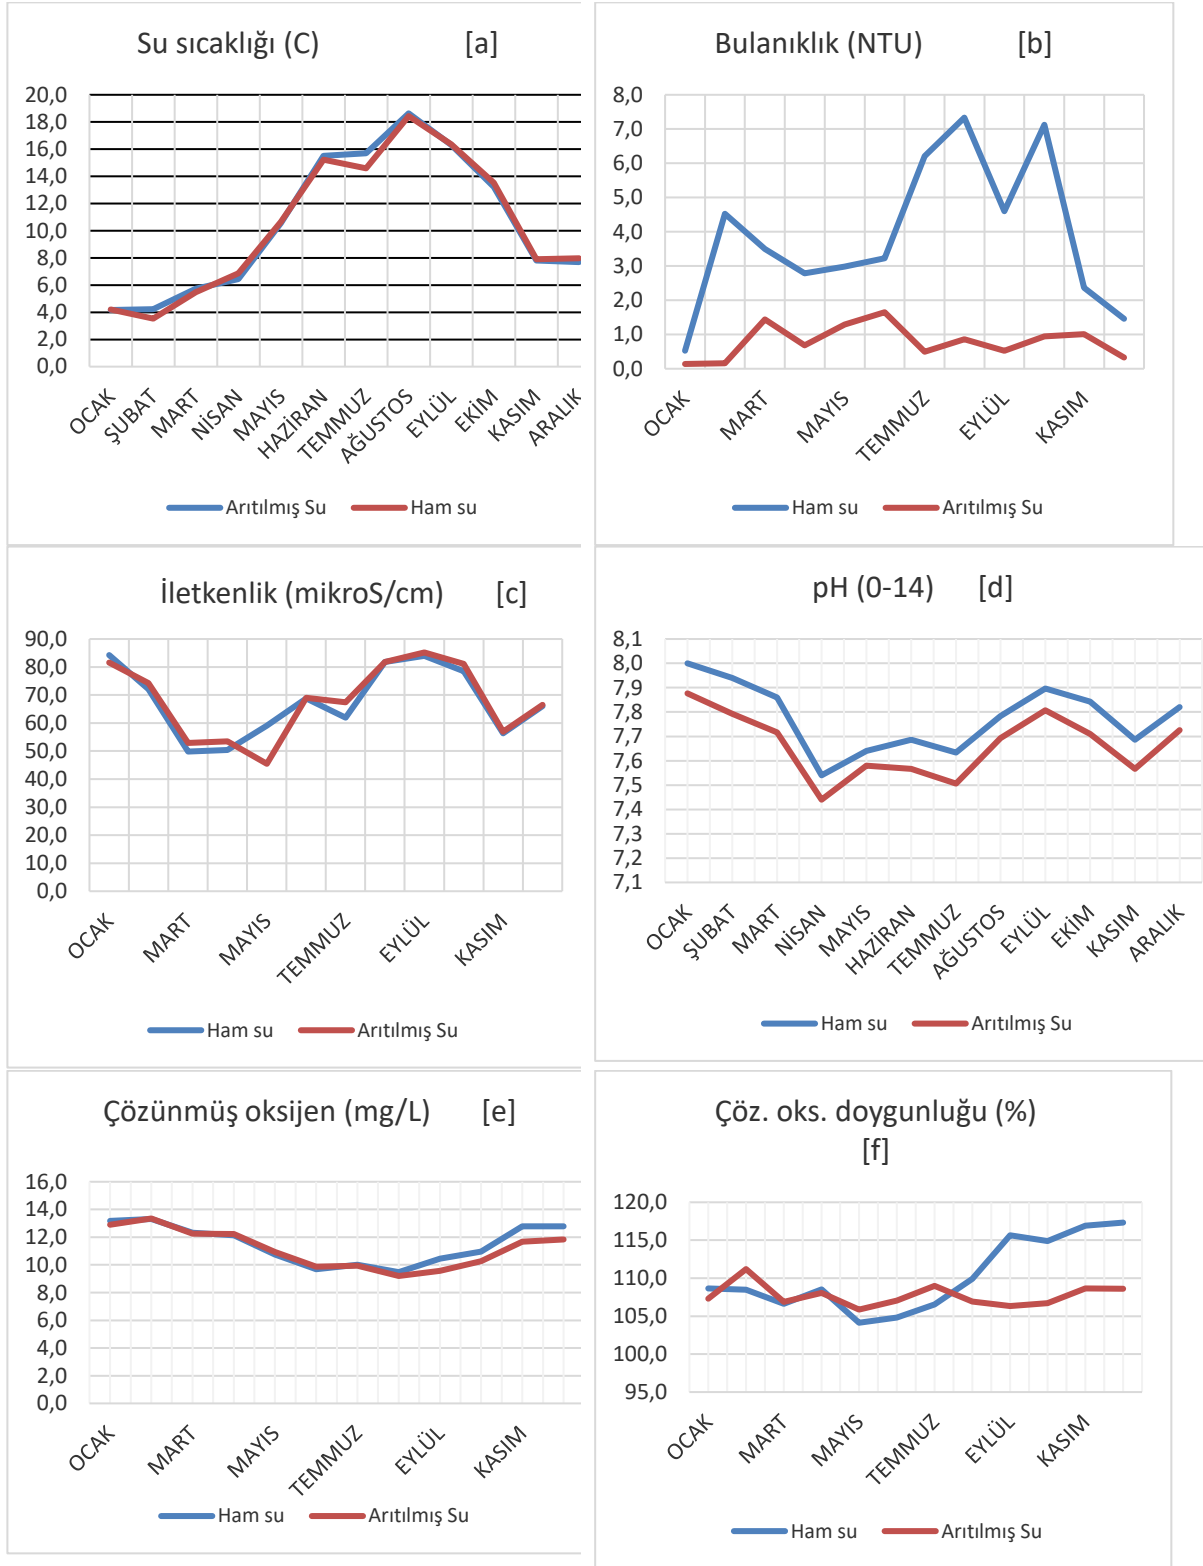 Su sıcaklığı (C) [a]
20,0
18,0
16,0
14,0
12,0
10,0
8,0
6,0
4,0
2,0
0,0
OCAK
ŞUBAT
MART
NİSAN
MAYIS
HAZİRAN
TEMMUZ
AĞUSTOS
EYLÜL
EKİM
KASIM
ARALIK
Arıtılmış Su Ham su
Bulanıklık (NTU) [b]
8,0
7,0
6,0
5,0
4,0
3,0
2,0
1,0
0,0
OCAK
MART
MAYIS
TEMMUZ
EYLÜL
KASIM
Ham su Arıtılmış Su
İletkenlik (mikroS/cm) [c]
90,0
80,0
70,0
60,0
50,0
40,0
30,0
20,0
10,0
0,0
OCAK
MART
MAYIS
TEMMUZ
EYLÜL
KASIM
Ham su Arıtılmış Su
pH (0-14) [d]
8,1
8,0
7,9
7,8
7,7
7,6
7,5
7,4
7,3
7,2
7,1
OCAK
ŞUBAT
MART
NİSAN
MAYIS
HAZİRAN
TEMMUZ
AĞUSTOS
EYLÜL
EKİM
KASIM
ARALIK
Ham su Arıtılmış Su
Çözünmüş oksijen (mg/L) [e]
16,0
14,0
12,0
10,0
8,0
6,0
4,0
2,0
0,0
OCAK
MART
MAYIS
TEMMUZ
EYLÜL
KASIM
Ham su Arıtılmış Su
Çöz. oks. doygunluğu (%)
[f]
120,0
115,0
110,0
105,0
100,0
95,0
OCAK
MART
MAYIS
TEMMUZ
EYLÜL
KASIM
Ham su Arıtılmış Su